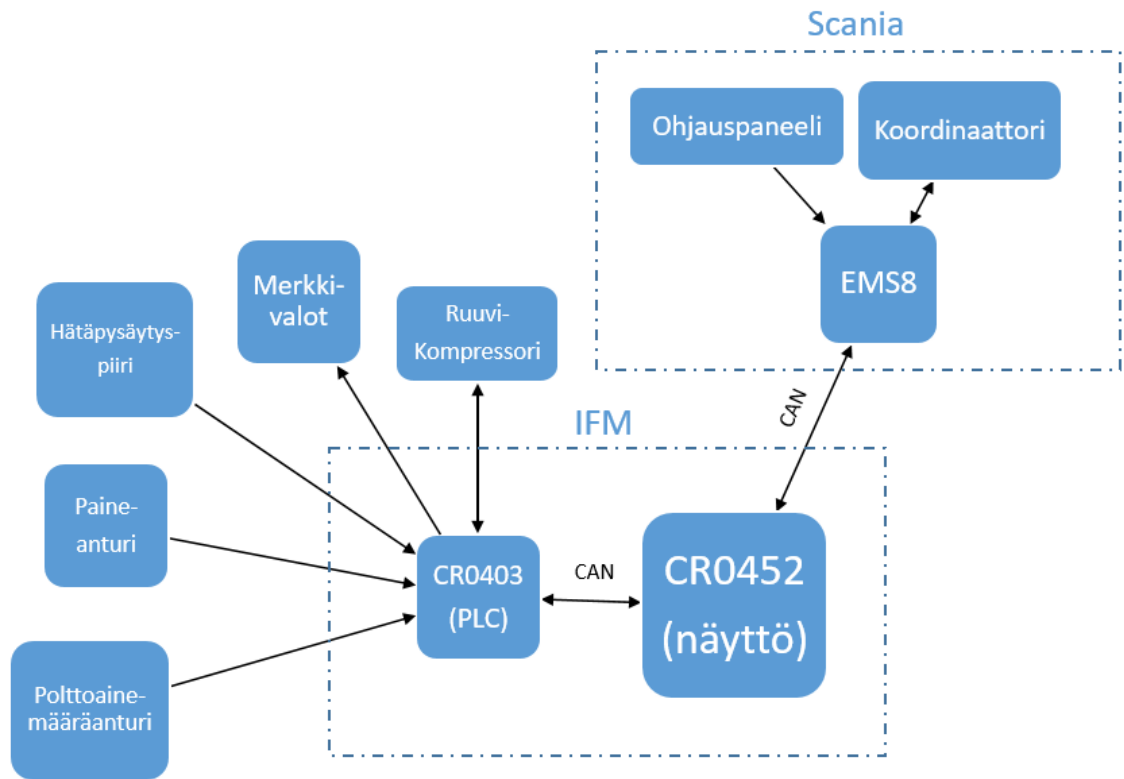 Scania
Ohjauspaneeli
Koordinaattori
EMS8
Merkki-
valot
Ruuvi-
Kompressori
Hätäpysäytys-
piiri
CAN
IFM
Paine-
anturi
CR0403
(PLC)
CAN
CR0452
(näyttö)
Polttoaine-
määräanturi